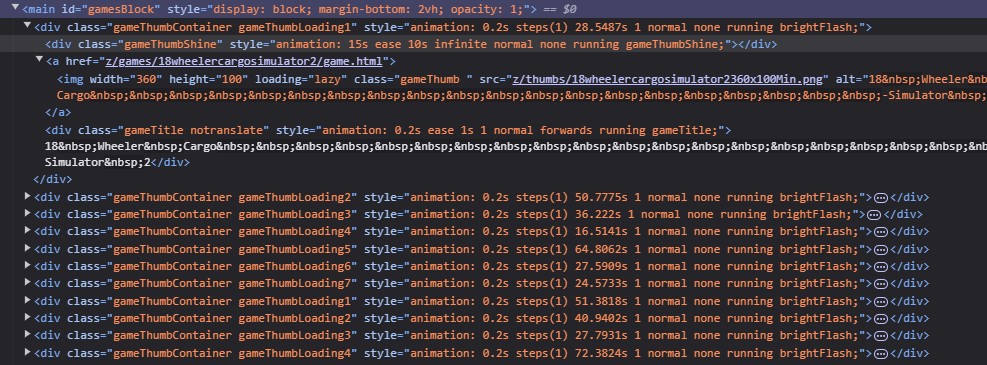 <main id="gamesBlock" style="display: block; margin-bottom: 2vh; opacity: 1;"> == $0
<div class="gameThumbContainer gameThumbLoading1" style="animation: 0.2s steps(1) 28.5487s 1 normal none running brightFlash;">
<div class="gameThumbShine" style="animation: 15s ease 10s infinite normal none running gameThumbShine;"></div>
<a href="z/games/18wheelercargosimulator2/game.html">
<img width="360" height="100" loading="lazy" class="gameThumb " src="z/thumbs/18wheelercargosimulator2360x100Min.png" alt="18&nbsp;Wheeler&nb
Cargo&nbsp;&nbsp;&nbsp;&nbsp;&nbsp;&nbsp;&nbsp;&nbsp;&nbsp;&nbsp;&nbsp;&nbsp;&nbsp;&nbsp;&nbsp;&nbsp;&nbsp;&nbsp;-Simulator&nbsp;
</a>
<div class="gameTitle notranslate" style="animation: 0.2s ease 1s 1 normal forwards running gameTitle;">
18&nbsp;Wheeler&nbsp;Cargo&nbsp;&nbsp;&nbsp;&nbsp;&nbsp;&nbsp;&nbsp;&nbsp;&nbsp;&nbsp;&nbsp;&nbsp;&nbsp;&nbsp;&nbsp;&nbsp;&nbsp;&nb
Simulator&nbsp;2</div>
</div>
<div class="gameThumbContainer gameThumbLoading2" style="animation: 0.2s steps(1) 50.7775s 1 normal none running brightFlash;">…</div>
<div class="gameThumbContainer gameThumbLoading3" style="animation: 0.2s steps(1) 36.222s 1 normal none running brightFlash;">…</div>
<div class="gameThumbContainer gameThumbLoading4" style="animation: 0.2s steps(1) 16.5141s 1 normal none running brightFlash;">…</div>
<div class="gameThumbContainer gameThumbLoading5" style="animation: 0.2s steps(1) 64.8062s 1 normal none running brightFlash;">…</div>
<div class="gameThumbContainer gameThumbLoading6" style="animation: 0.2s steps(1) 27.5909s 1 normal none running brightFlash;">…</div>
<div class="gameThumbContainer gameThumbLoading7" style="animation: 0.2s steps(1) 24.5733s 1 normal none running brightFlash;">…</div>
<div class="gameThumbContainer gameThumbLoading1" style="animation: 0.2s steps(1) 51.3818s 1 normal none running brightFlash;">…</div>
<div class="gameThumbContainer gameThumbLoading2" style="animation: 0.2s steps(1) 40.9402s 1 normal none running brightFlash;">…</div>
<div class="gameThumbContainer gameThumbLoading3" style="animation: 0.2s steps(1) 27.7931s 1 normal none running brightFlash;">…</div>
<div class="gameThumbContainer gameThumbLoading4" style="animation: 0.2s steps(1) 72.3824s 1 normal none running brightFlash;">…</div>